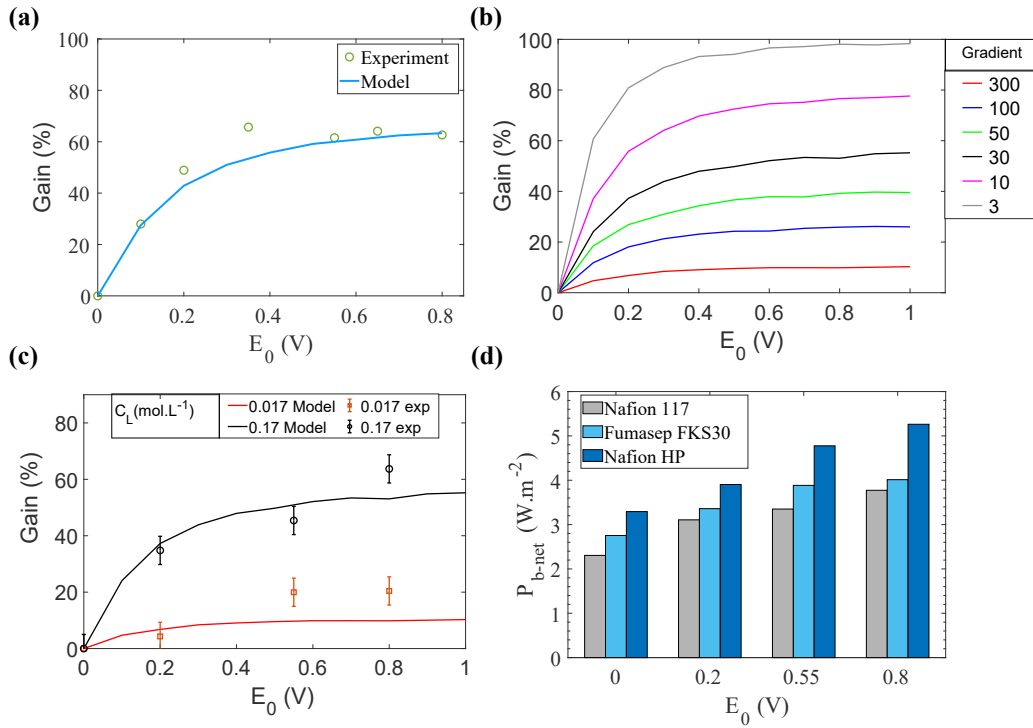 (a)
100
80
60
40
20
0
Gain (%)
Experiment
Model
0
0.2
0.4
0.6
0.8
E0 (V)
(b)
100
80
60
40
20
0
Gain (%)
0
0.2
0.4
0.6
0.8
1
E0 (V)
Gradient
300
100
50
30
10
3
(c)
80
60
40
20
0
Gain (%)
CL(mol.L-1)
0.017 Model
0.017 exp
0.17 Model
0.17 exp
0
0.2
0.4
0.6
0.8
1
E0 (V)
(d)
6
5
4
3
2
1
0
Pb-net (W.m-2)
Nafion 117
Fumasep FKS30
Nafion HP
0
0.2
0.55
0.8
E0 (V)